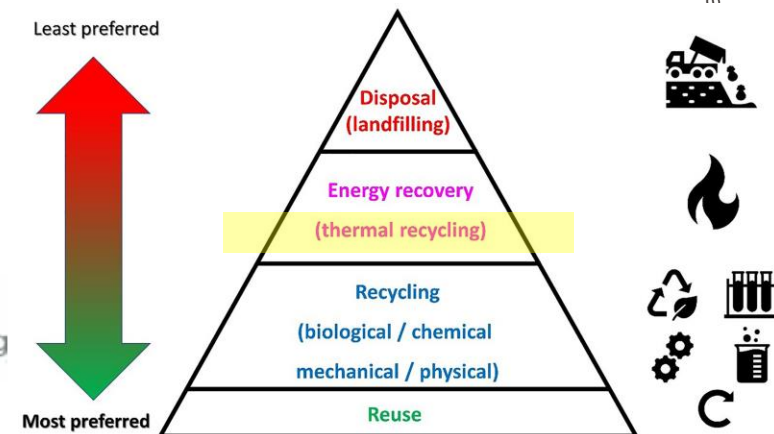 Least preferred
Disposal
(landfilling)
Energy recovery
(thermal recycling)
Recycling
(biological / chemical
mechanical / physical)
Most preferred
Reuse